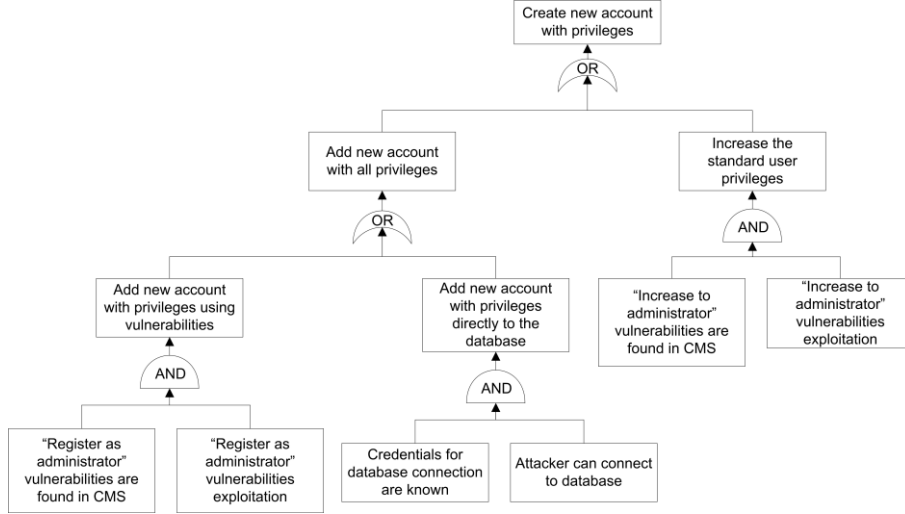 Create new account
with privileges
OR
Add new account
with all privileges
Increase the
standard user
privileges
OR
AND
Add new account
with privileges using
vulnerabilities
Add new account
with privileges
directly to the
database
“Increase to
administrator”
vulnerabilities are
found in CMS
“Increase to
administrator”
vulnerabilities
exploitation
AND
AND
“Register as
administrator”
vulnerabilities are
found in CMS
“Register as
administrator”
vulnerabilities
exploitation
Credentials for
database connection
are known
Attacker can connect
to database